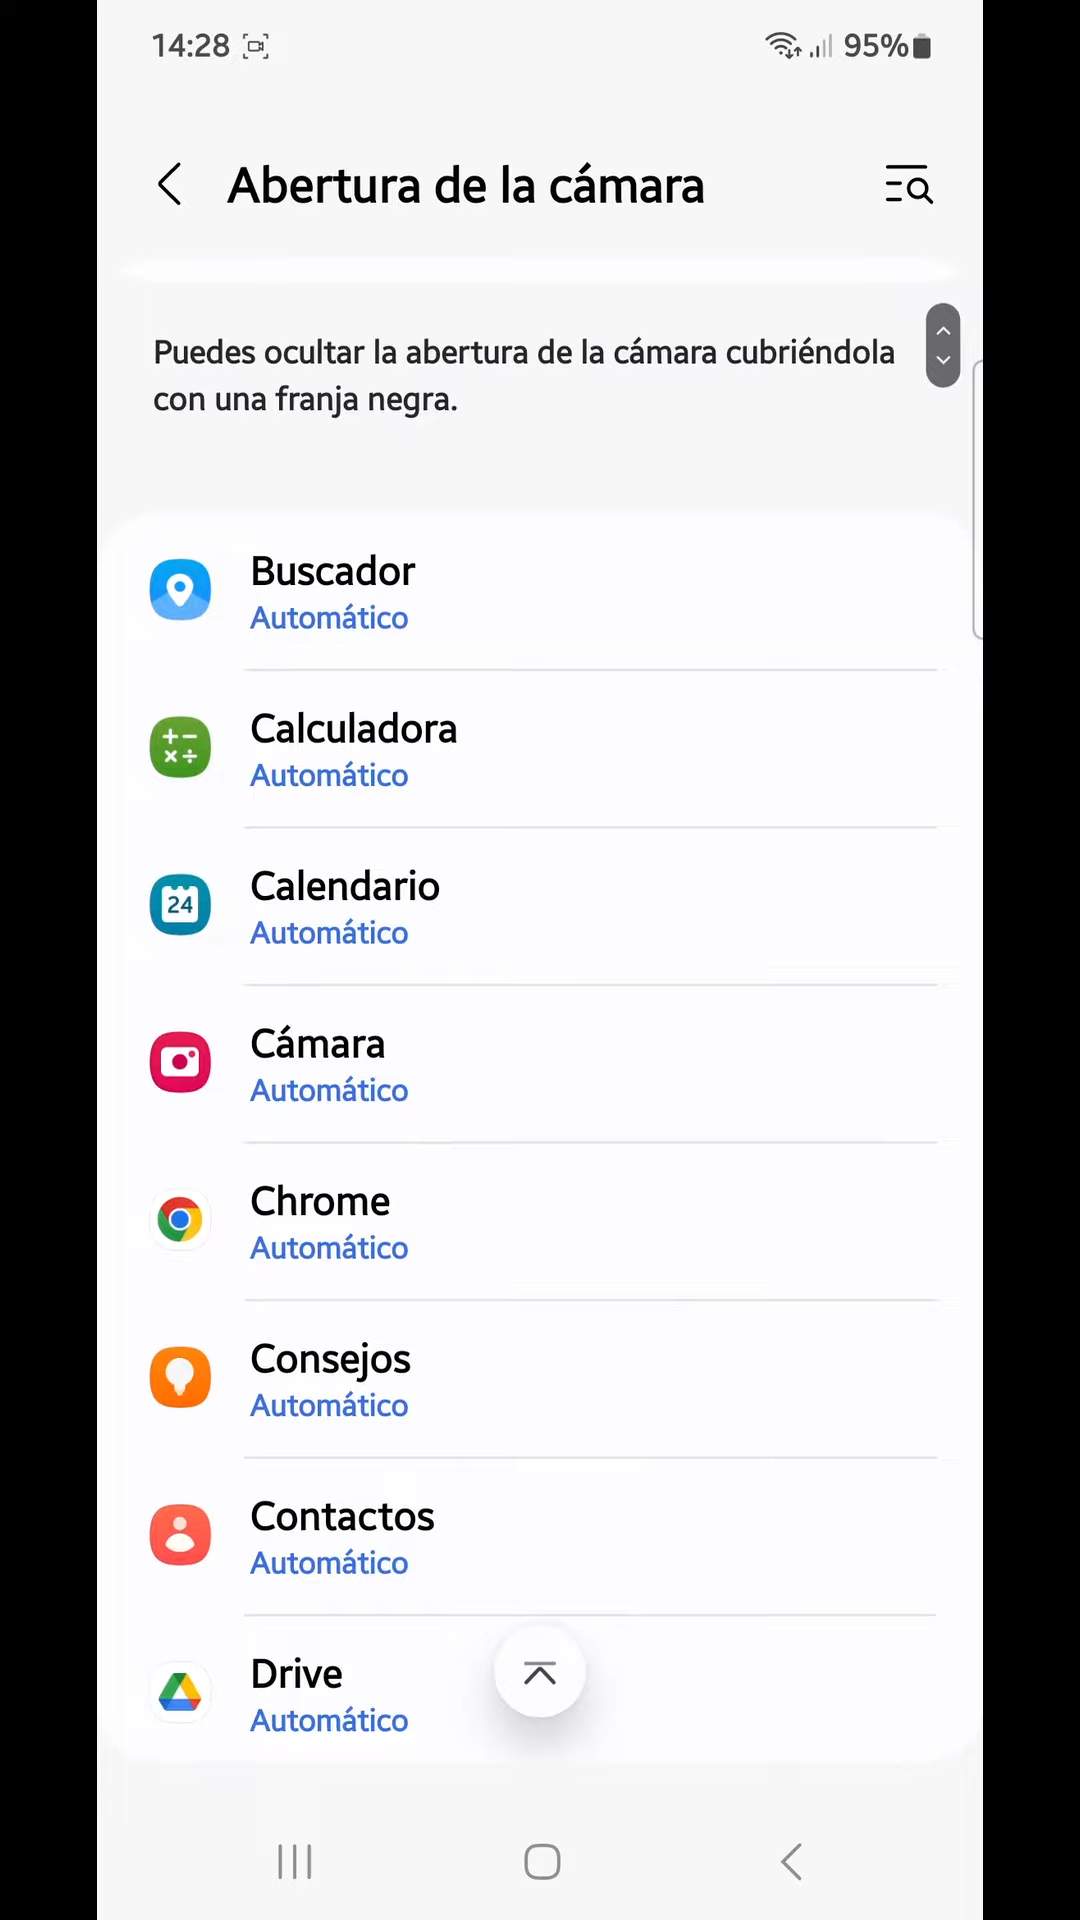 14:28
95%
Abertura de la cámara
Puedes ocultar la abertura de la cámara cubriéndola
con una franja negra.
Buscador
Automático
Calculadora
Automático
24
Calendario
Automático
Cámara
Automático
Chrome
Automático
Consejos
Automático
Contactos
Automático
Drive
Automático